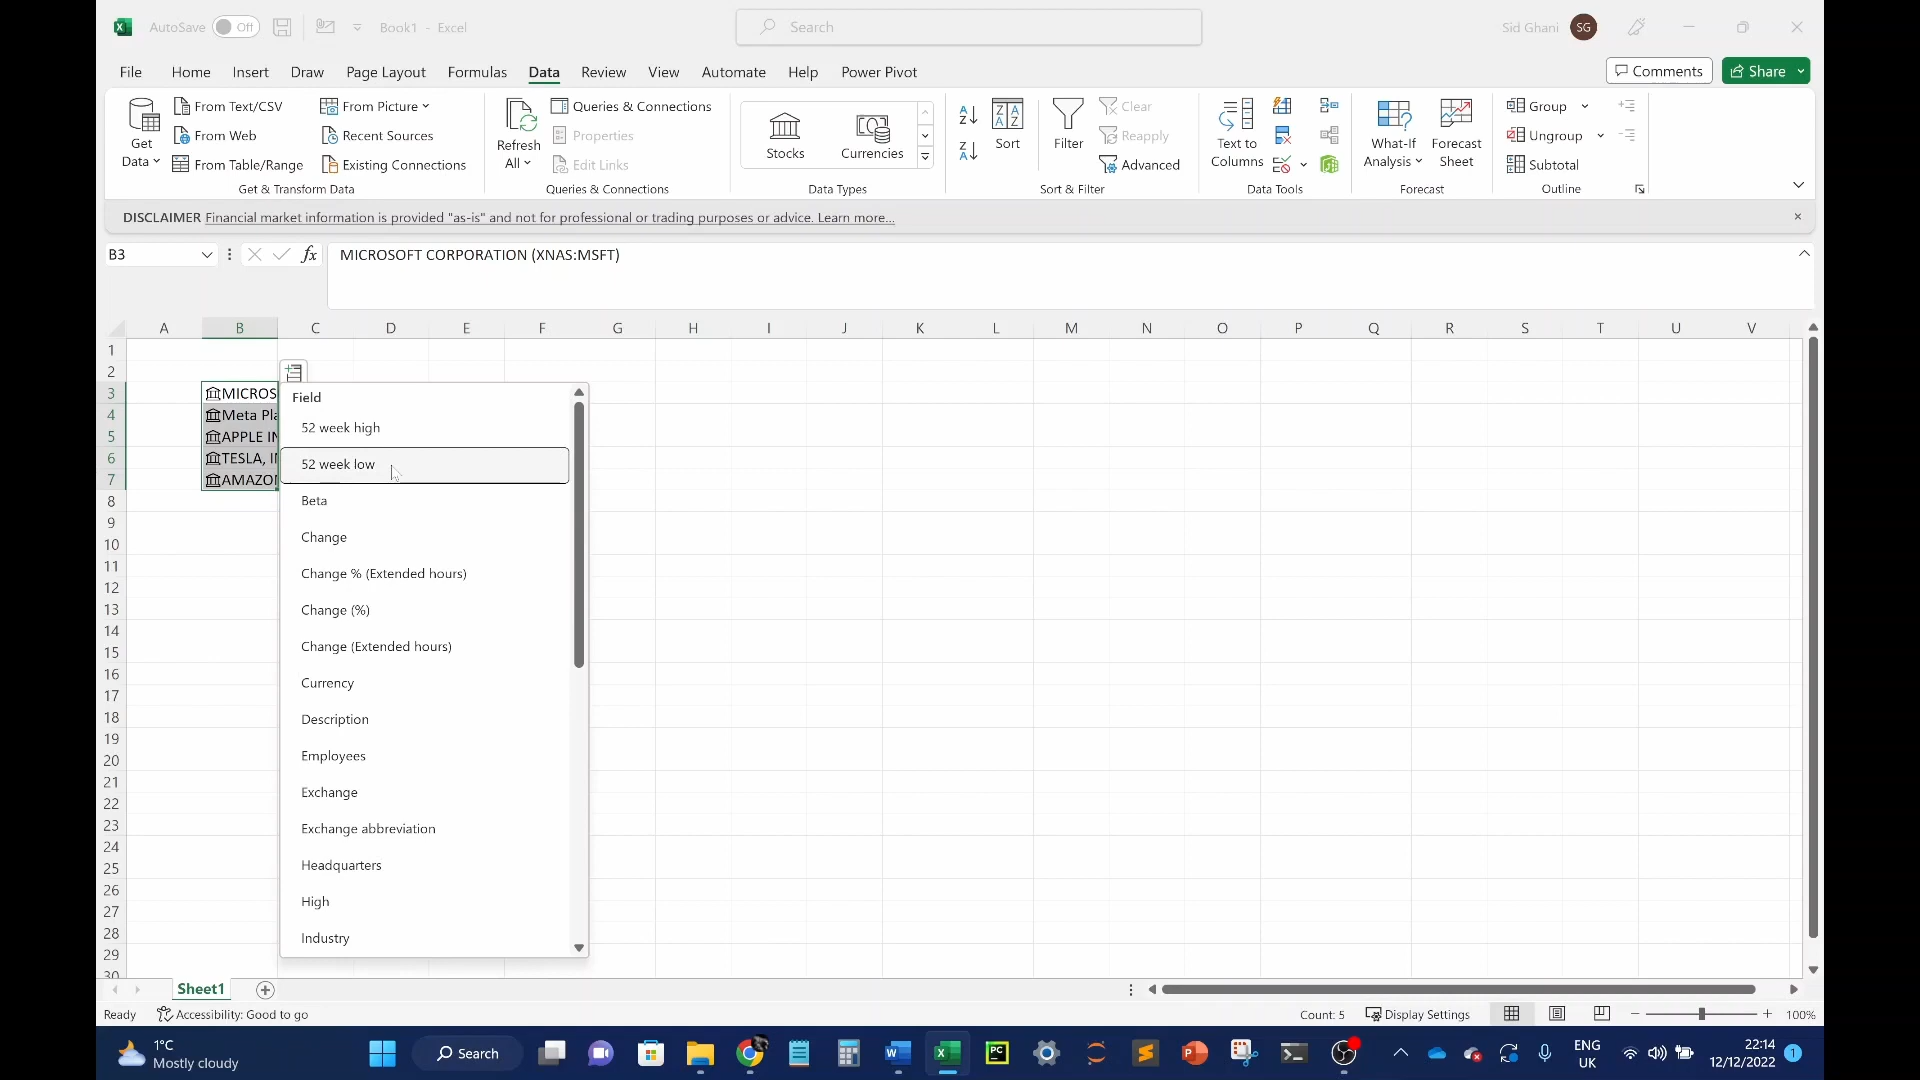 AutoSave Off Book1 - Excel Search Sid Ghani SG
File Home Insert Draw Page Layout Formulas Data Review View Automate Help Power Pivot Comments Share
Get Data
From Text/CSV
From Web
From Table/Range
From Picture
Recent Sources
Existing Connections
Get & Transform Data
Refresh All
Queries & Connections
Properties
Edit Links
Queries & Connections
Stocks
Currencies
Data Types
A Z
Z A
Z A A Z
Sort
Filter
Clear
Reapply
Advanced
Sort & Filter
Text to Columns
Data Tools
What-If Analysis
Forecast Sheet
Forecast
Group
Ungroup
Subtotal
Outline
DISCLAIMER Financial market information is provided "as-is" and not for professional or trading purposes or advice. Learn more...
B3 fx MICROSOFT CORPORATION (XNAS:MSFT)
A B C D E F G H I J K L M N O P Q R S T U V
1
2
3 MICROS
4 Meta Pla
5 APPLE IN
6 TESLA, I
7 AMAZO
8
9
10
11
12
13
14
15
16
17
18
19
20
21
22
23
24
25
26
27
28
29
30
Field
52 week high
52 week low
Beta
Change
Change % (Extended hours)
Change (%)
Change (Extended hours)
Currency
Description
Employees
Exchange
Exchange abbreviation
Headquarters
High
Industry
Sheet1
Ready Accessibility: Good to go Count: 5 Display Settings 100%
1°C
Mostly cloudy
Search
W
PC
P
ENG
UK
22:14
12/12/2022
1